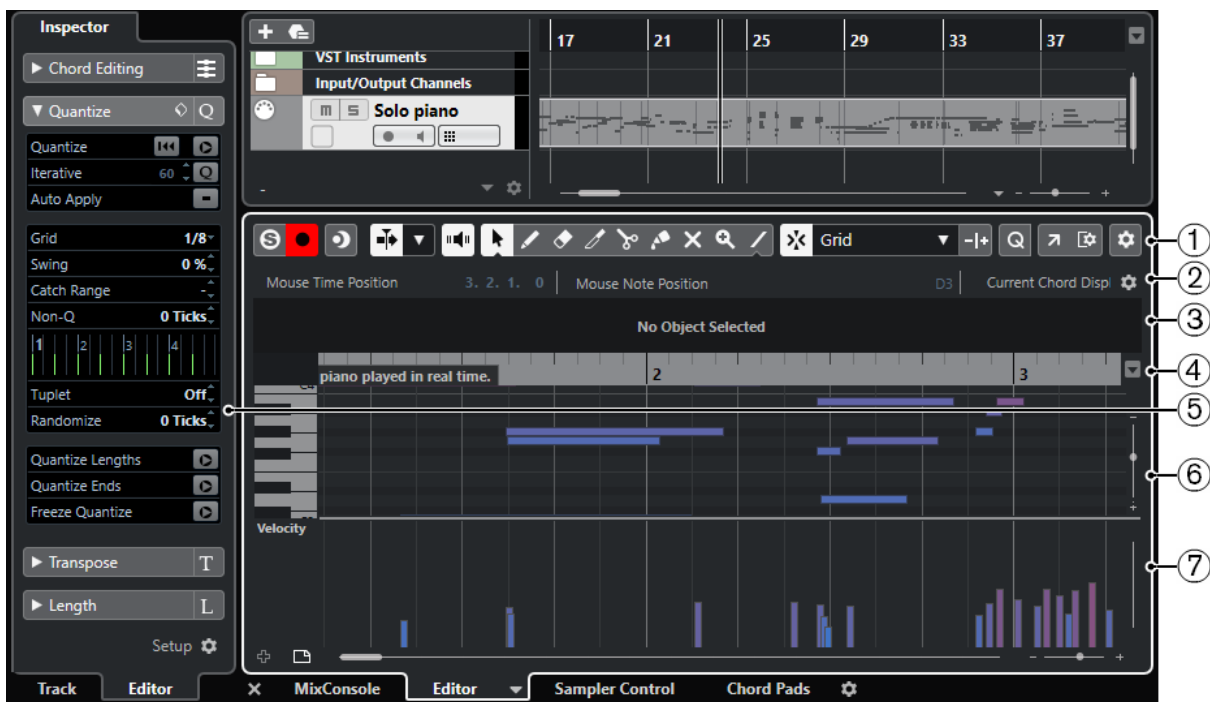 Inspector
Chord Editing
Quantize Q
Quantize
Iterative 60 Q
Auto Apply
Grid 1/8
Swing 0 %
Catch Range -
Non-Q 0 Ticks
1 2 3 4
Tuplet Off
Randomize 0 Ticks
Quantize Lengths
Quantize Ends
Freeze Quantize
Transpose T
Length L
Setup
Track Editor
17 21 25 29 33 37
VST Instruments
Input/Output Channels
m S Solo piano
-
S Grid Q
1
Mouse Time Position 3. 2. 1. 0 Mouse Note Position D3 Current Chord Displ
2
No Object Selected
3
piano played in real time. 2 3
4
5
6
Velocity
7
MixConsole Editor Sampler Control Chord Pads